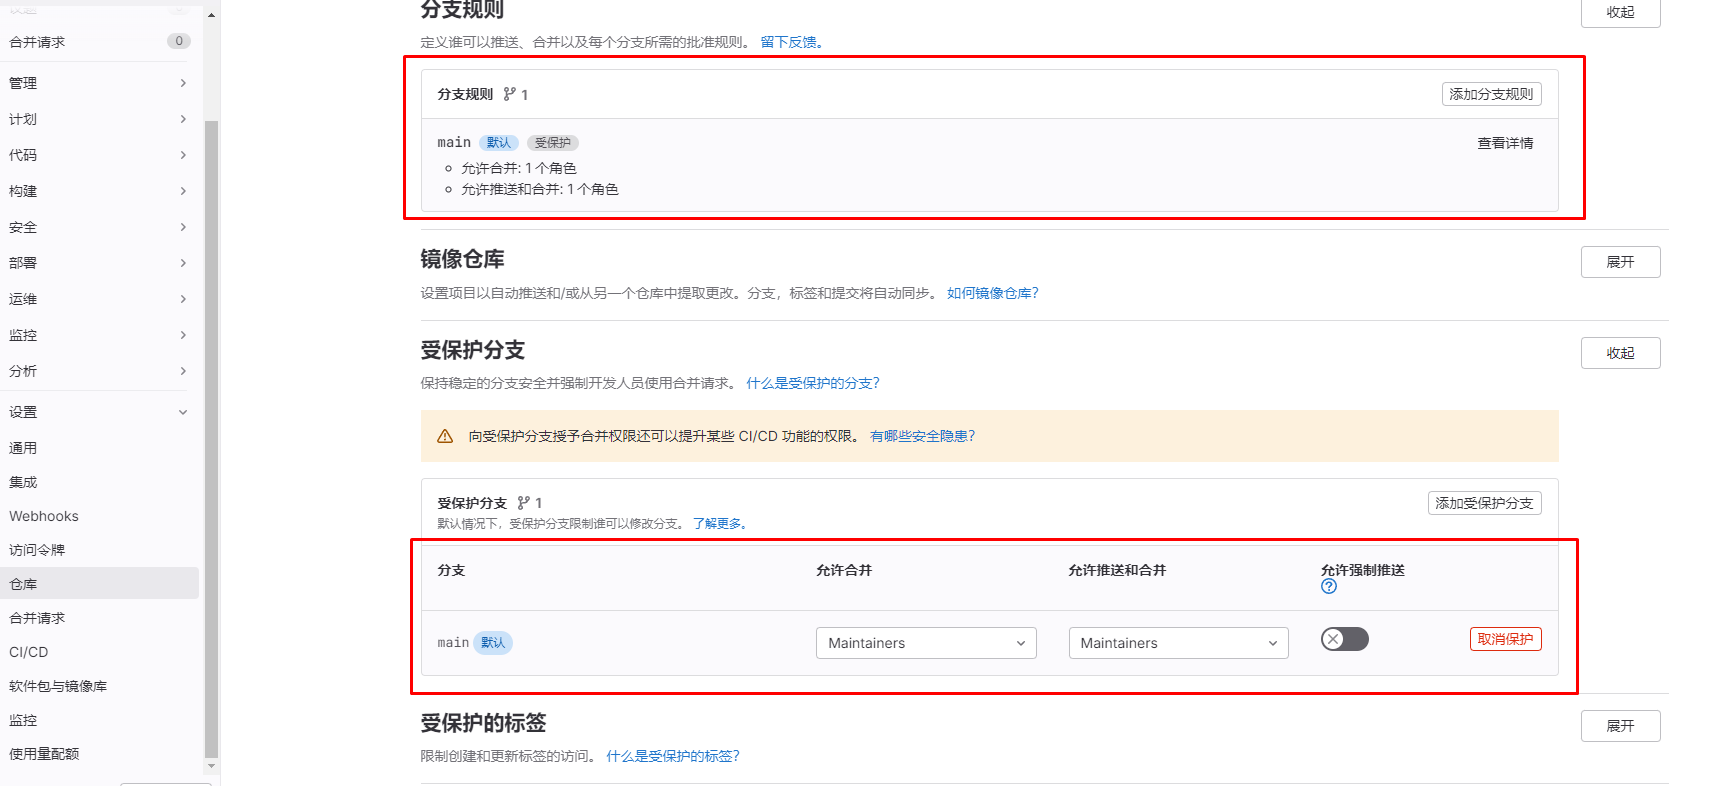 合并请求 0
管理
计划
代码
构建
安全
部署
运维
监控
分析
设置
通用
集成
Webhooks
访问令牌
仓库
合并请求
CI/CD
软件包与镜像库
监控
使用量配额
分支规则
收起
定义谁可以推送、合并以及每个分支所需的批准规则。 留下反馈。
分支规则 1
添加分支规则
main 默认 受保护
查看详情
允许合并: 1 个角色
允许推送和合并: 1 个角色
镜像仓库
展开
设置项目以自动推送和/或从另一个仓库中提取更改。分支，标签和提交将自动同步。 如何镜像仓库？
受保护分支
收起
保持稳定的分支安全并强制开发人员使用合并请求。 什么是受保护的分支？
向受保护分支授予合并权限还可以提升某些 CI/CD 功能的权限。 有哪些安全隐患？
受保护分支 1
添加受保护分支
默认情况下，受保护分支限制谁可以修改分支。 了解更多。
分支 允许合并 允许推送和合并 允许强制推送
main 默认 Maintainers Maintainers 取消保护
受保护的标签
展开
限制创建和更新标签的访问。 什么是受保护的标签？